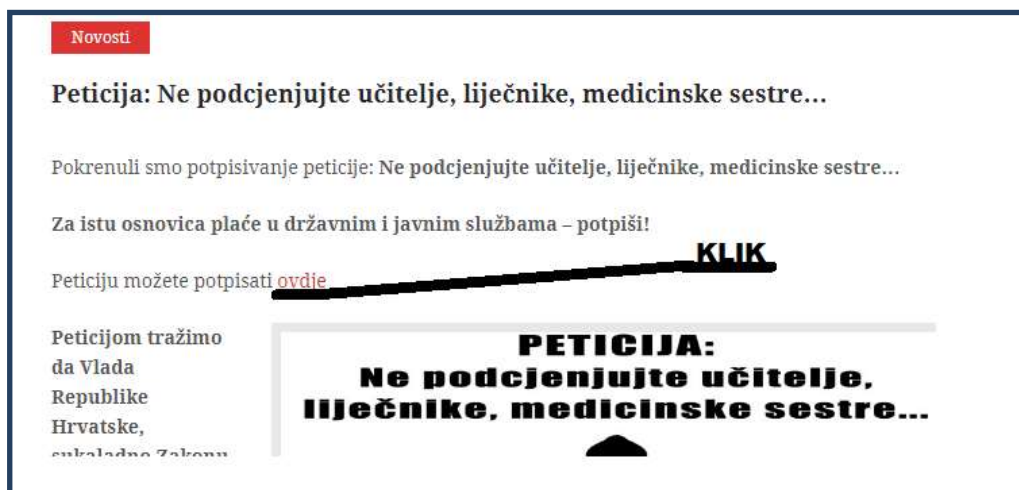 Novosti
Peticija: Ne podcjenjujte učitelje, liječnike, medicinske sestre…
Pokrenuli smo potpisivanje peticije: Ne podcjenjujte učitelje, liječnike, medicinske sestre…
Za istu osnovica plaće u državnim i javnim službama – potpiši!
KLIK
Peticiju možete potpisati ovdje
Peticijom tražimo
da Vlada
Republike
Hrvatske,
sukaladno Zakonu
PETICIJA:
Ne podcjenjujte učitelje,
liječnike, medicinske sestre...